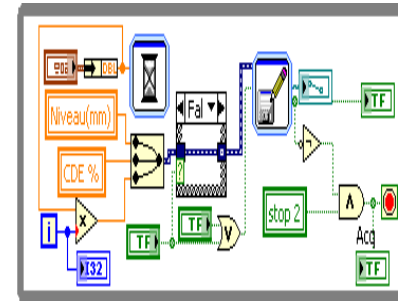 DBL
Fal
TF
Niveau(mm)
CDE %
?
x
i
I32
TF
TF
V
stop 2
Λ
Acq
TF